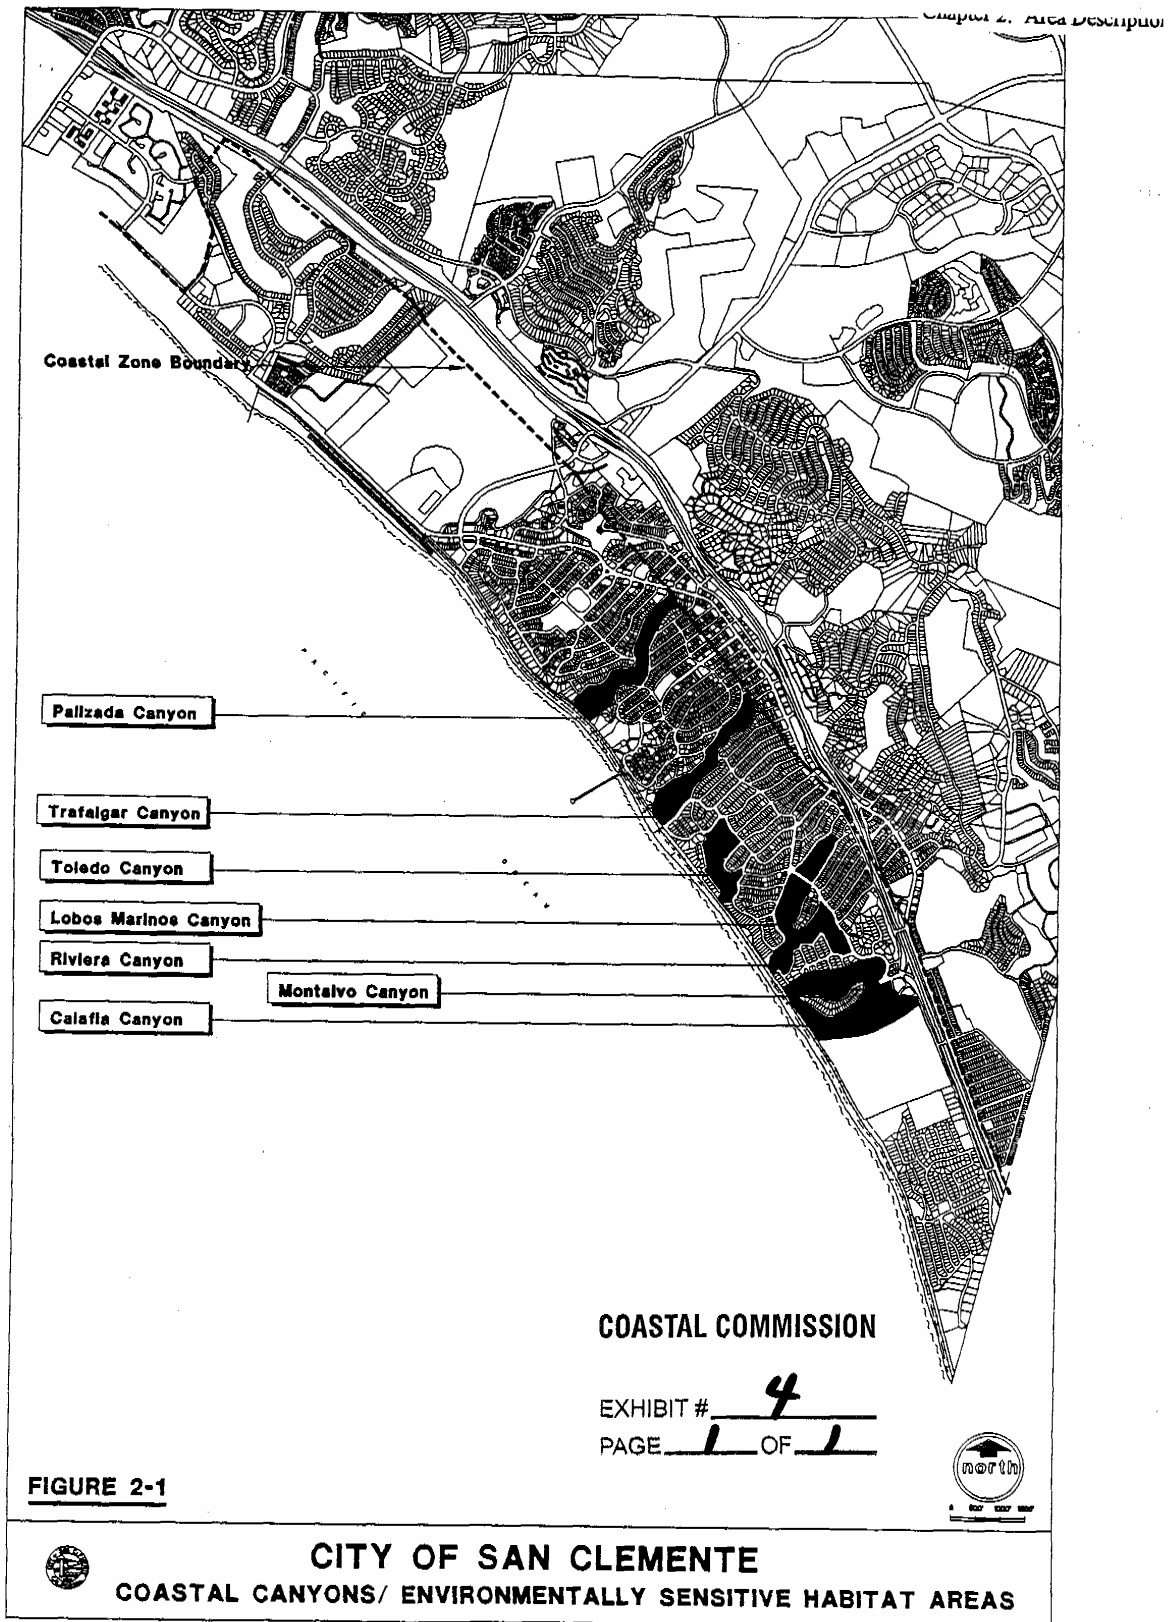 Chapter 2. Area Description
Coastal Zone Boundary
PACIFIC
Palizada Canyon
Trafalgar Canyon
OCEAN
Toledo Canyon
Lobos Marinos Canyon
Riviera Canyon
Montalvo Canyon
Calafia Canyon
COASTAL COMMISSION
EXHIBIT # 4
PAGE 1 OF 1
north
FIGURE 2-1
CITY OF SAN CLEMENTE
COASTAL CANYONS/ ENVIRONMENTALLY SENSITIVE HABITAT AREAS